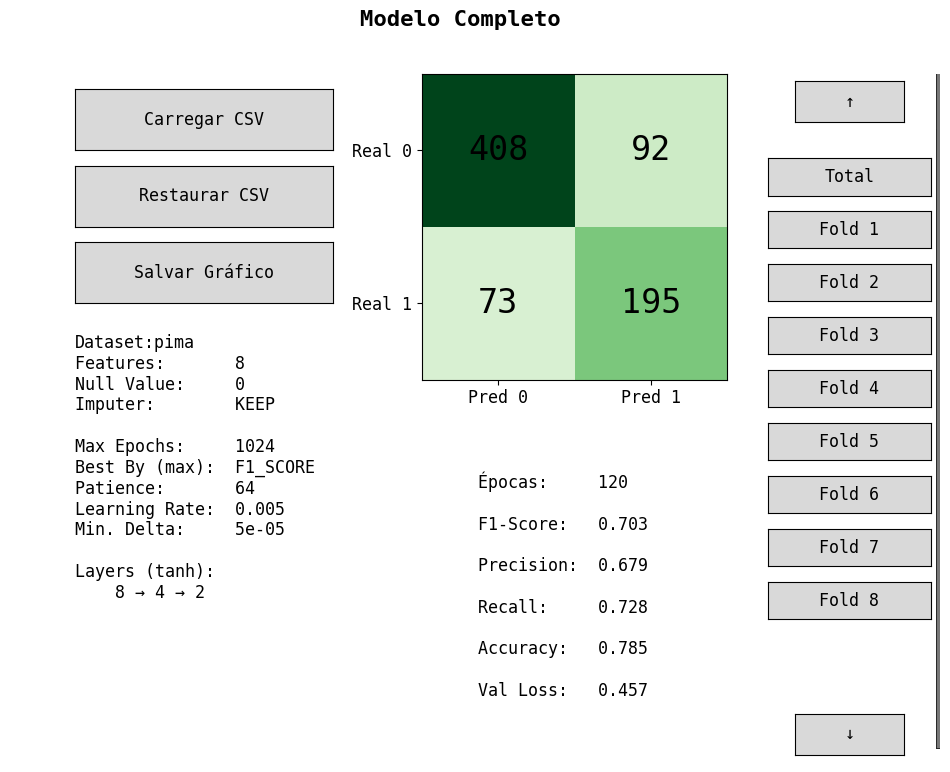 Modelo Completo
Carregar CSV
Restaurar CSV
Salvar Gráfico
Dataset:pima
Features:       8
Null Value:     0
Imputer:        KEEP
Max Epochs:     1024
Best By (max):  F1_SCORE
Patience:       64
Learning Rate:  0.005
Min. Delta:     5e-05
Layers (tanh):
    8 → 4 → 2
Real 0 408 92
Real 1 73 195
Pred 0 Pred 1
Épocas:     120
F1-Score:   0.703
Precision:  0.679
Recall:     0.728
Accuracy:   0.785
Val Loss:   0.457
↑
Total
Fold 1
Fold 2
Fold 3
Fold 4
Fold 5
Fold 6
Fold 7
Fold 8
↓